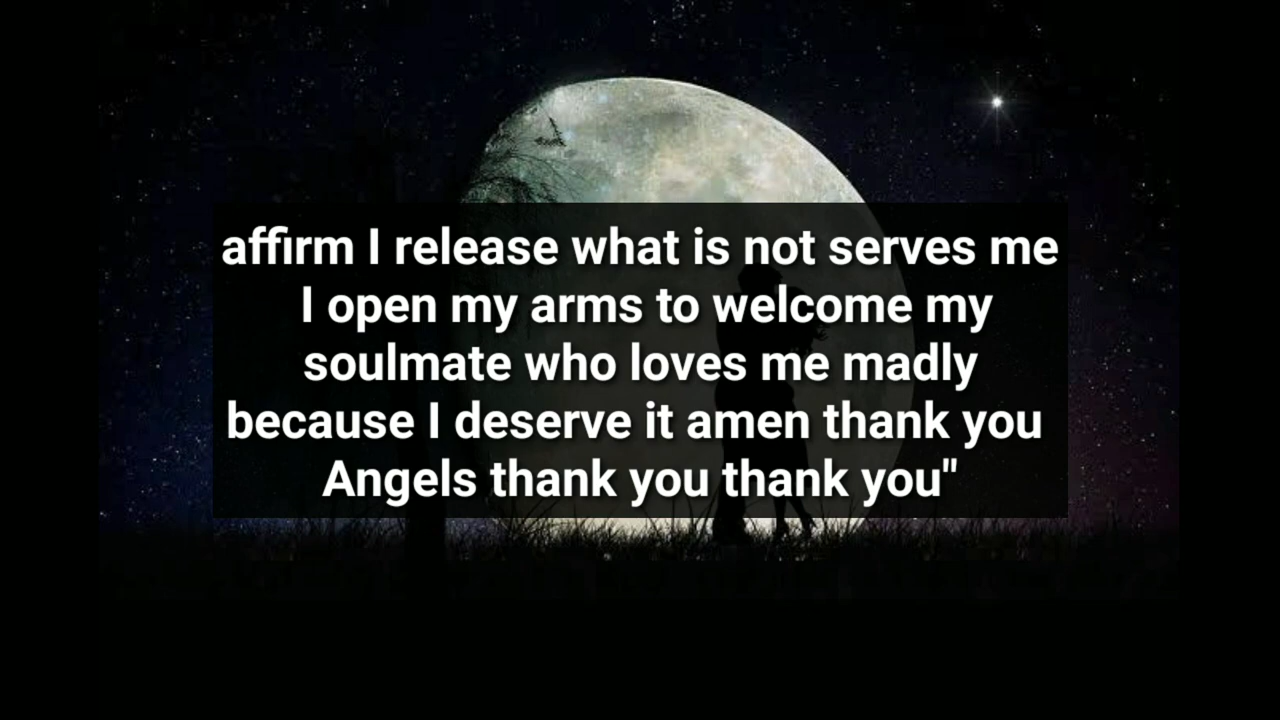 affirm I release what is not serves me
I open my arms to welcome my
soulmate who loves me madly
because I deserve it amen thank you
Angels thank you thank you"